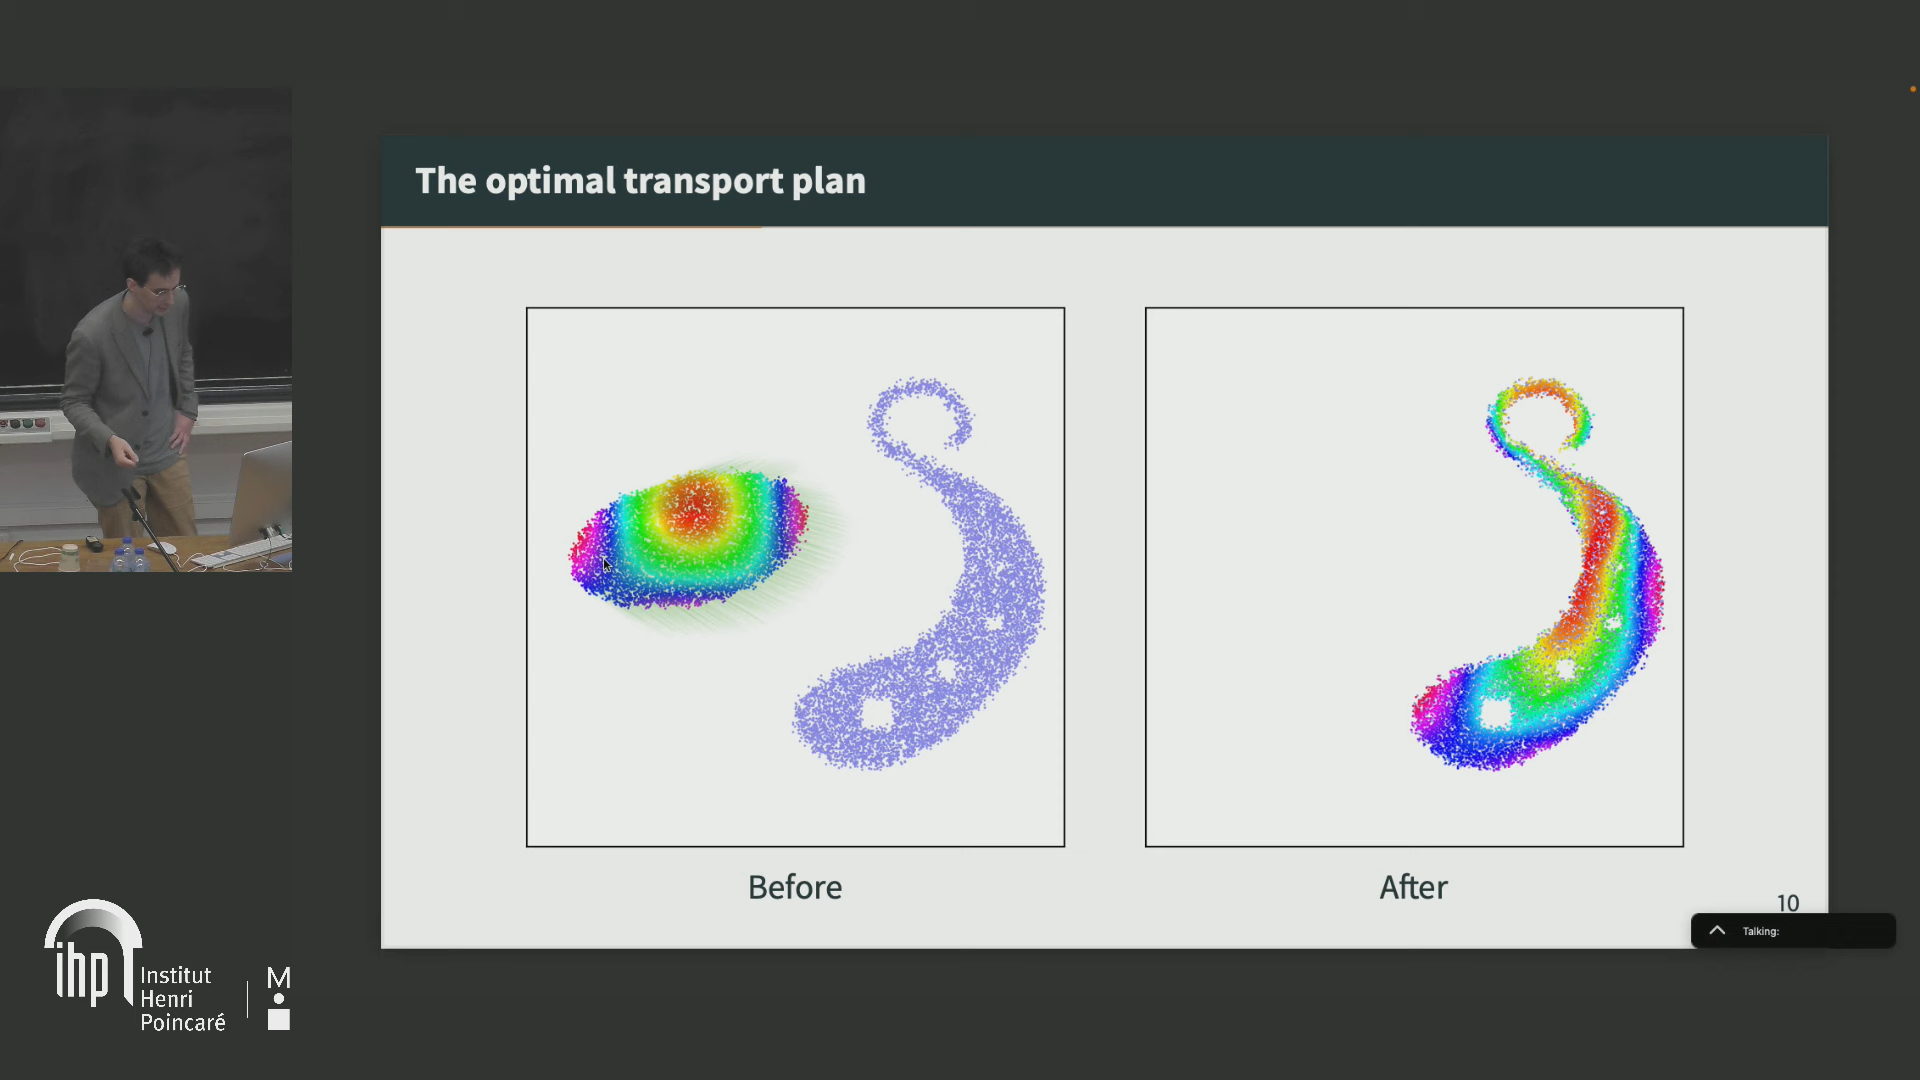 The optimal transport plan
Before
After
10
Talking:
ihp
Institut
Henri
Poincaré
M